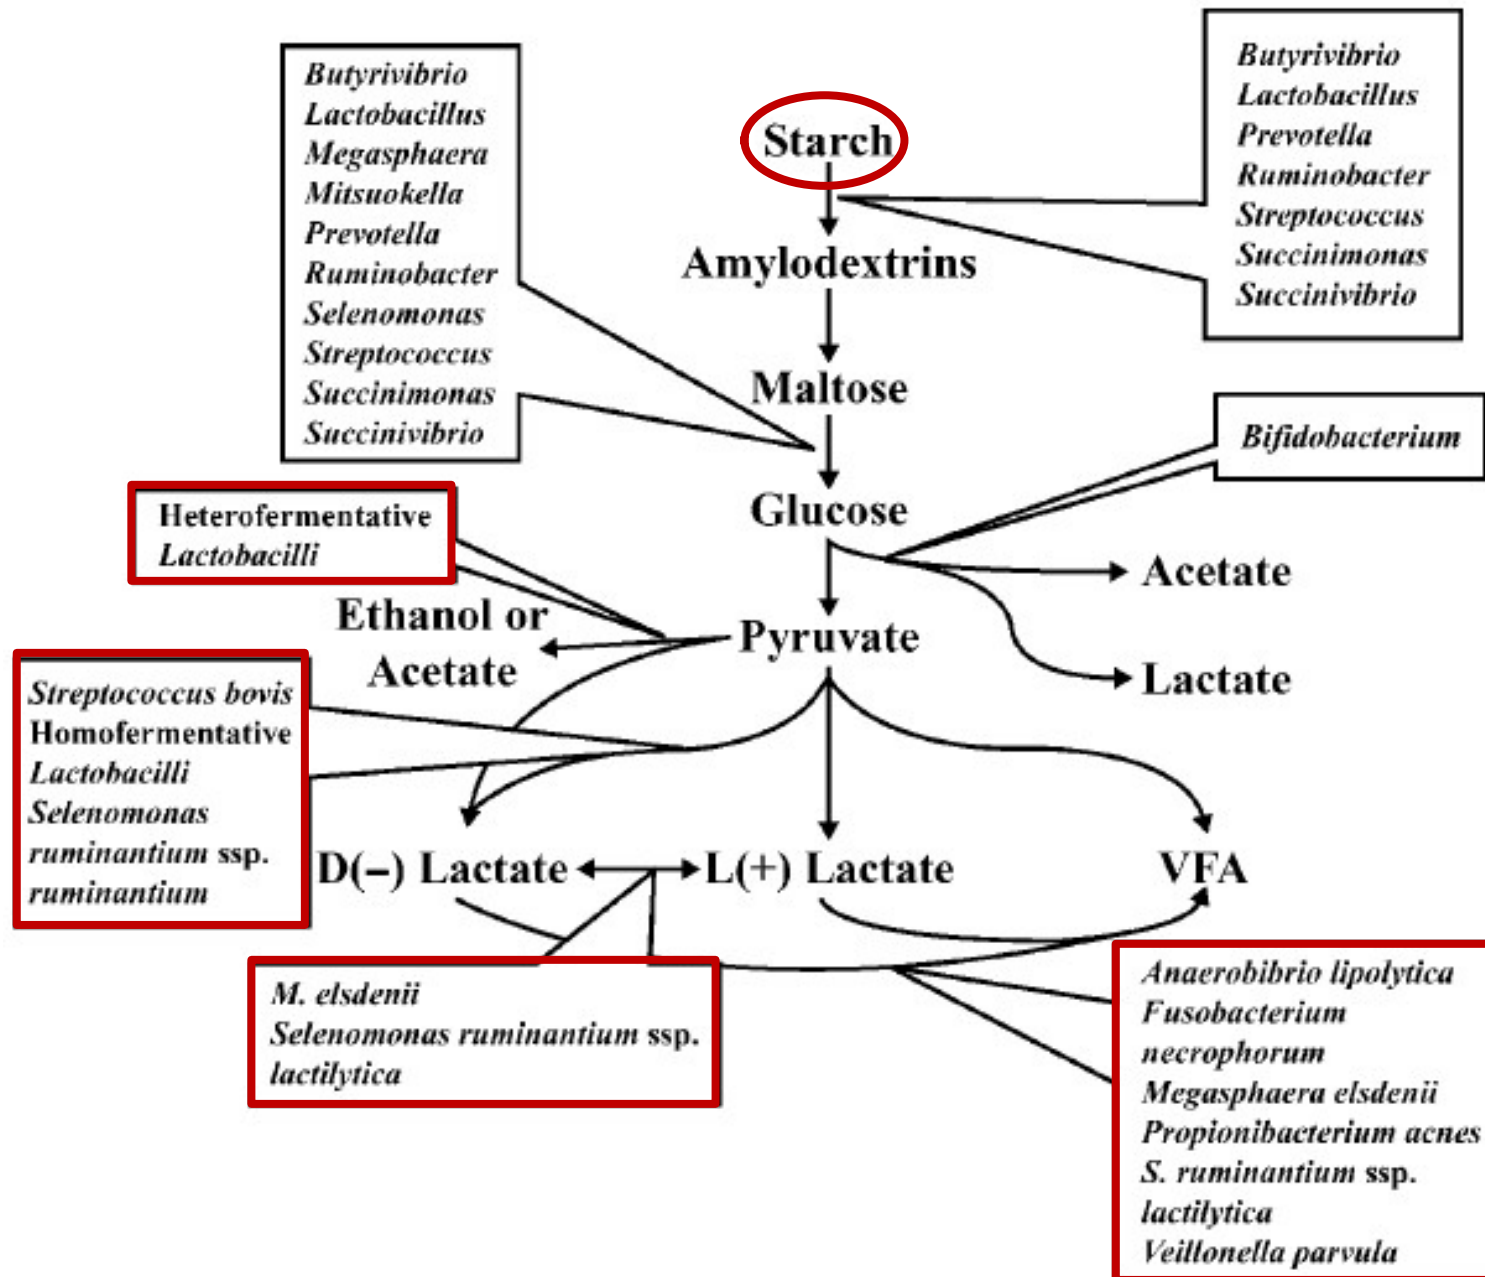 Butyrivibrio
Lactobacillus
Megasphaera
Mitsuokella
Prevotella
Ruminobacter
Selenomonas
Streptococcus
Succinimonas
Succinivibrio
Starch
Butyrivibrio
Lactobacillus
Prevotella
Ruminobacter
Streptococcus
Succinimonas
Succinivibrio
Amylodextrins
Maltose
Bifidobacterium
Glucose
Heterofermentative
Lactobacilli
Acetate
Ethanol or
Acetate
Pyruvate
Lactate
Streptococcus bovis
Homofermentative
Lactobacilli
Selenomonas
ruminantium ssp.
ruminantium
D(−) Lactate
L(+) Lactate
VFA
M. elsdenii
Selenomonas ruminantium ssp.
lactilytica
Anaerobibrio lipolytica
Fusobacterium
necrophorum
Megasphaera elsdenii
Propionibacterium acnes
S. ruminantium ssp.
lactilytica
Veillonella parvula